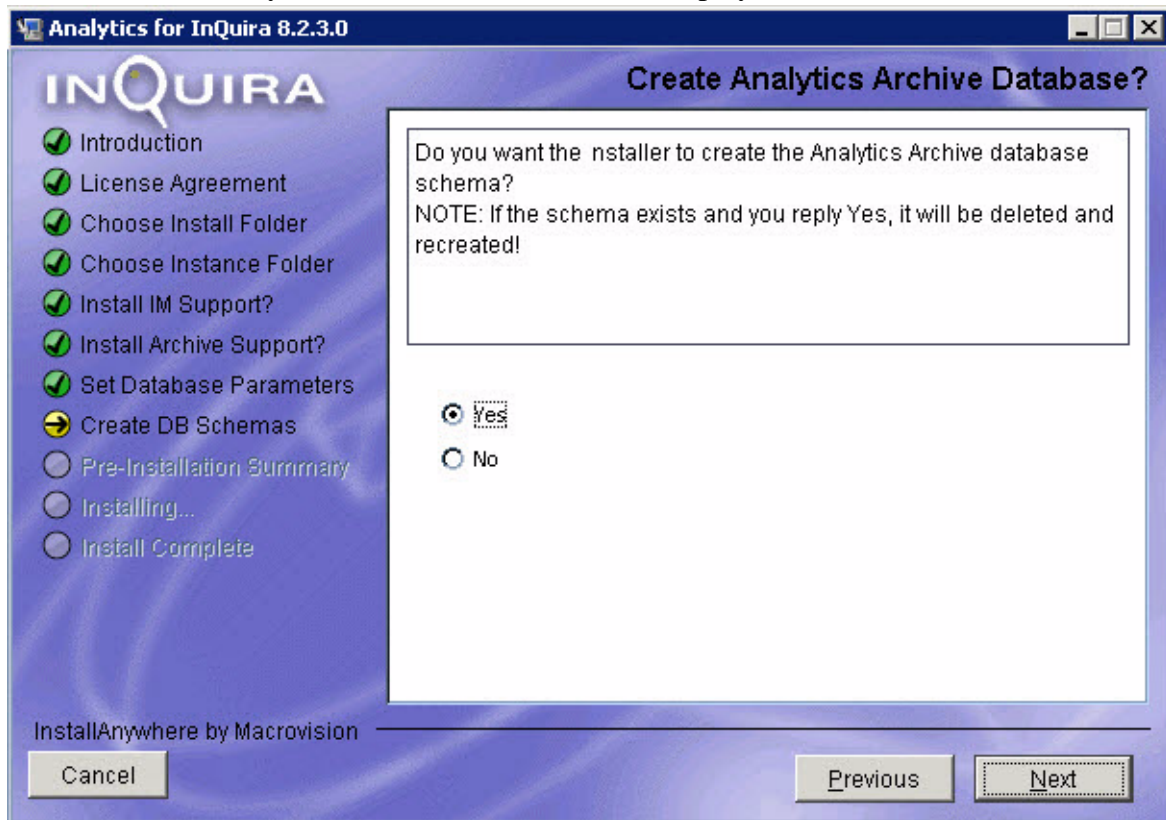 Analytics for InQuira 8.2.3.0
INQUIRA
Create Analytics Archive Database?
Introduction
License Agreement
Choose Install Folder
Choose Instance Folder
Install IM Support?
Install Archive Support?
Set Database Parameters
Create DB Schemas
Pre-Installation Summary
Installing...
Install Complete
Do you want the nstaller to create the Analytics Archive database
schema?
NOTE: If the schema exists and you reply Yes, it will be deleted and
recreated!
Yes
No
InstallAnywhere by Macrovision
Cancel
Previous
Next